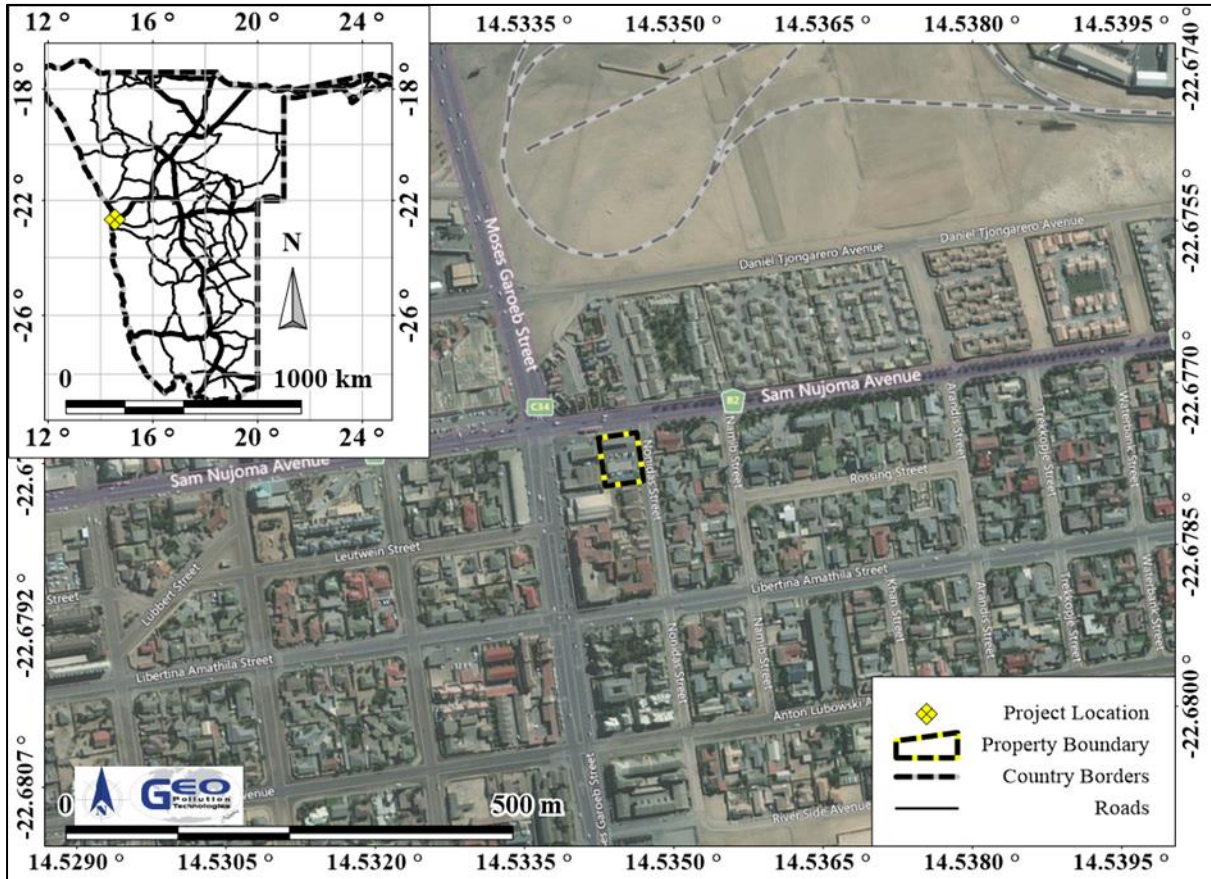 12 °
16 °
20 °
24 °
-18 °
-22 °
-26 °
-18 °
-22 °
-26 °
N
0
1000 km
12 °
16 °
20 °
24 °
14.5335 °
14.5350 °
14.5365 °
14.5380 °
14.5395 °
-22.6740 °
-22.6755 °
-22.6770 °
-22.6785 °
-22.6800 °
Moses Garoeb Street
Daniel Tjongarero Avenue
Daniel Tjongarero Avenue
C34
B2
Sam Nujoma Avenue
Sam Nujoma Avenue
Nonidas Street
Namib Street
Arandis Street
Trekkopje Street
Waterbank Street
Rossing Street
Leutwein Street
Lubbert Street
Street
Libertina Amathila Street
Libertina Amathila Street
Nonidas Street
Namib Street
Khan Street
Arandis Street
Trekkopje Street
Waterbank Street
Anton Lubowski A
Avenue
River Side Avenue
Moses Garoeb Street
-22.6792 °
-22.6807 °
GEO
Pollution
Technologies
0
500 m
Project Location
Property Boundary
Country Borders
Roads
14.5290 °
14.5305 °
14.5320 °
14.5335 °
14.5350 °
14.5365 °
14.5380 °
14.5395 °